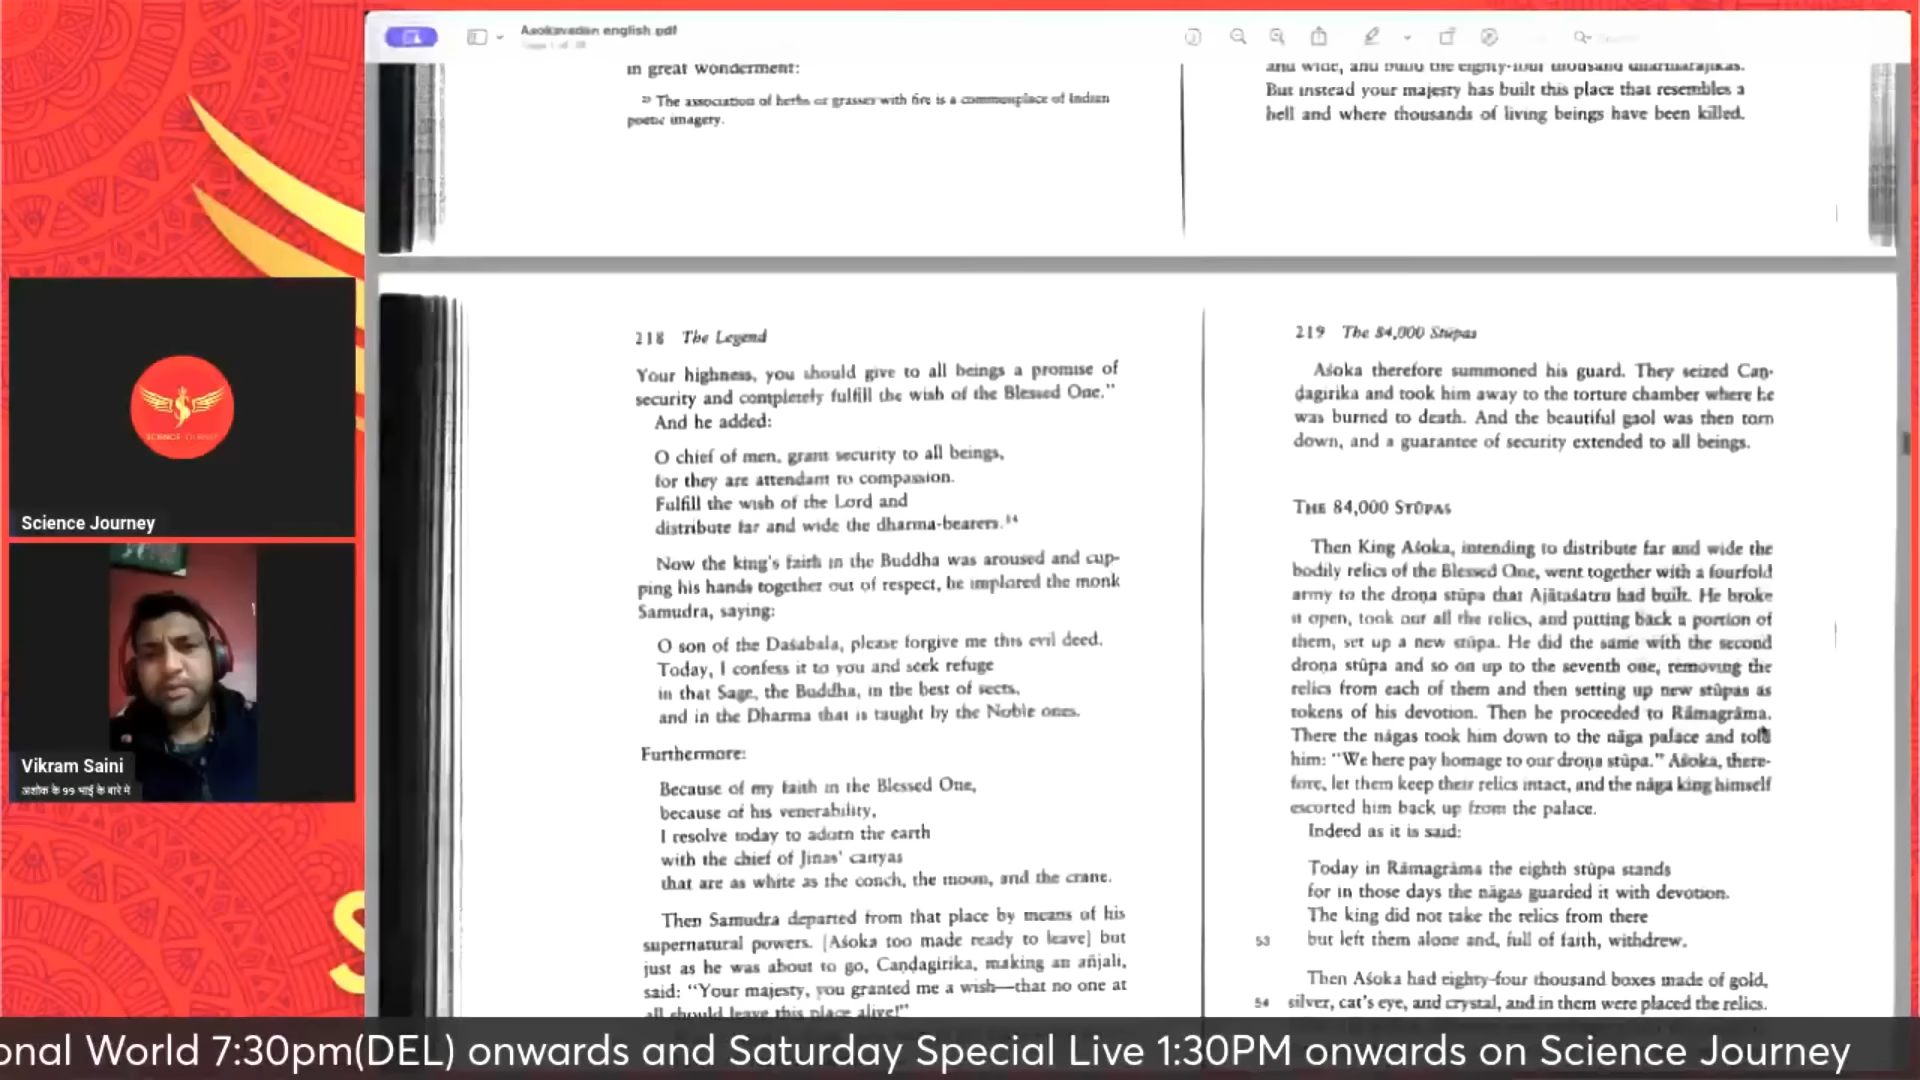 Asokavadan english.pdf
in great wonderment:
The association of herbs or grasses with fire is a commonplace of Indian
poetic imagery.
and wide, and build the eighty-four thousand dharmarājikas.
But instead your majesty has built this place that resembles a
hell and where thousands of living beings have been killed.
218 The Legend
Your highness, you should give to all beings a promise of
security and completely fulfill the wish of the Blessed One."
And he added:
O chief of men, grant security to all beings,
for they are attendant to compassion.
Fulfill the wish of the Lord and
distribute far and wide the dharma-bearers.14
Now the king's faith in the Buddha was aroused and cup-
ping his hands together out of respect, he implored the monk
Samudra, saying:
O son of the Daśabala, please forgive me this evil deed.
Today, I confess it to you and seek refuge
in that Sage, the Buddha, in the best of sects,
and in the Dharma that is taught by the Noble ones.
Furthermore:
Because of my faith in the Blessed One,
because of his venerability,
I resolve today to adorn the earth
with the chief of Jinas' caityas
that are as white as the conch, the moon, and the crane.
Then Samudra departed from that place by means of his
supernatural powers. [Aśoka too made ready to leave] but
just as he was about to go, Caṇḍagirika, making an añjali,
said: "Your majesty, you granted me a wish—that no one at
all should leave this place alive!"
219 The 84,000 Stūpas
Aśoka therefore summoned his guard. They seized Caṇ-
ḍagirika and took him away to the torture chamber where he
was burned to death. And the beautiful gaol was then torn
down, and a guarantee of security extended to all beings.
THE 84,000 STŪPAS
Then King Aśoka, intending to distribute far and wide the
bodily relics of the Blessed One, went together with a fourfold
army to the droṇa stūpa that Ajātaśatru had built. He broke
it open, took out all the relics, and putting back a portion of
them, set up a new stūpa. He did the same with the second
droṇa stūpa and so on up to the seventh one, removing the
relics from each of them and then setting up new stūpas as
tokens of his devotion. Then he proceeded to Rāmagrāma.
There the nāgas took him down to the nāga palace and told
him: "We here pay homage to our droṇa stūpa." Aśoka, there-
fore, let them keep their relics intact, and the nāga king himself
escorted him back up from the palace.
Indeed as it is said:
Today in Rāmagrāma the eighth stūpa stands
for in those days the nāgas guarded it with devotion.
The king did not take the relics from there
53 but left them alone and, full of faith, withdrew.
Then Aśoka had eighty-four thousand boxes made of gold,
54 silver, cat's eye, and crystal, and in them were placed the relics.
Science Journey
Vikram Saini
अशोक के 99 भाई के बारे मे
onal World 7:30pm(DEL) onwards and Saturday Special Live 1:30PM onwards on Science Journey